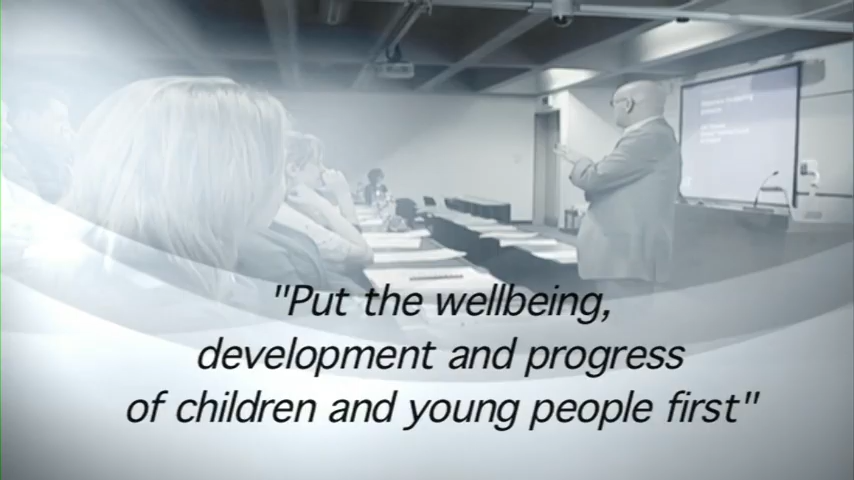 "Put the wellbeing,
development and progress
of children and young people first"